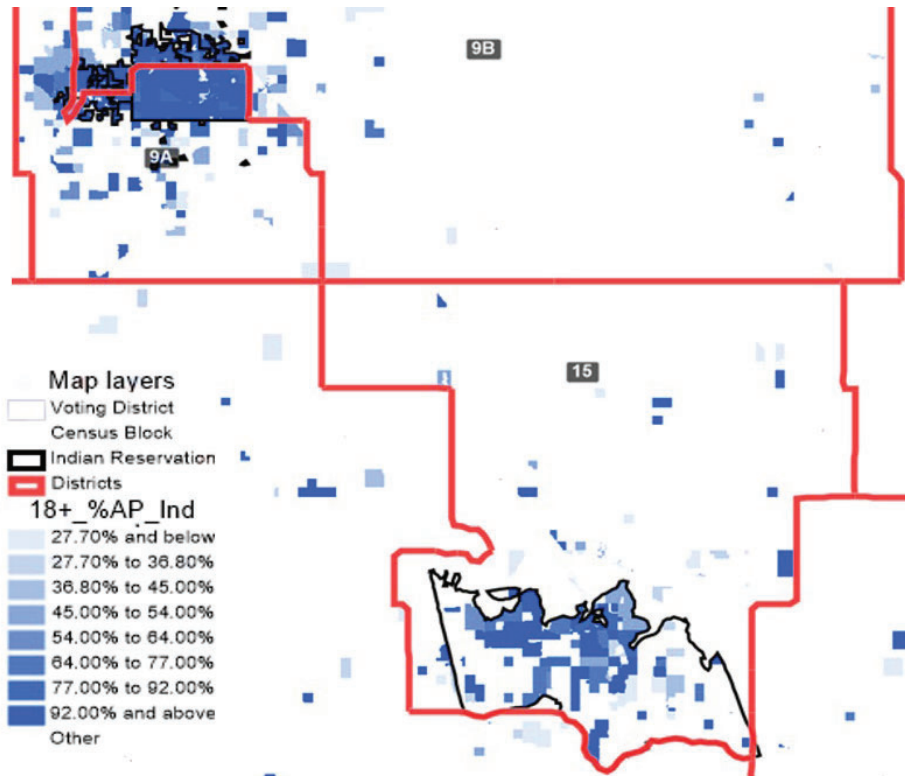 9B
9A
15
Map layers
Voting District
Census Block
Indian Reservation
Districts
18+_%AP_Ind
27.70% and below
27.70% to 36.80%
36.80% to 45.00%
45.00% to 54.00%
54.00% to 64.00%
64.00% to 77.00%
77.00% to 92.00%
92.00% and above
Other